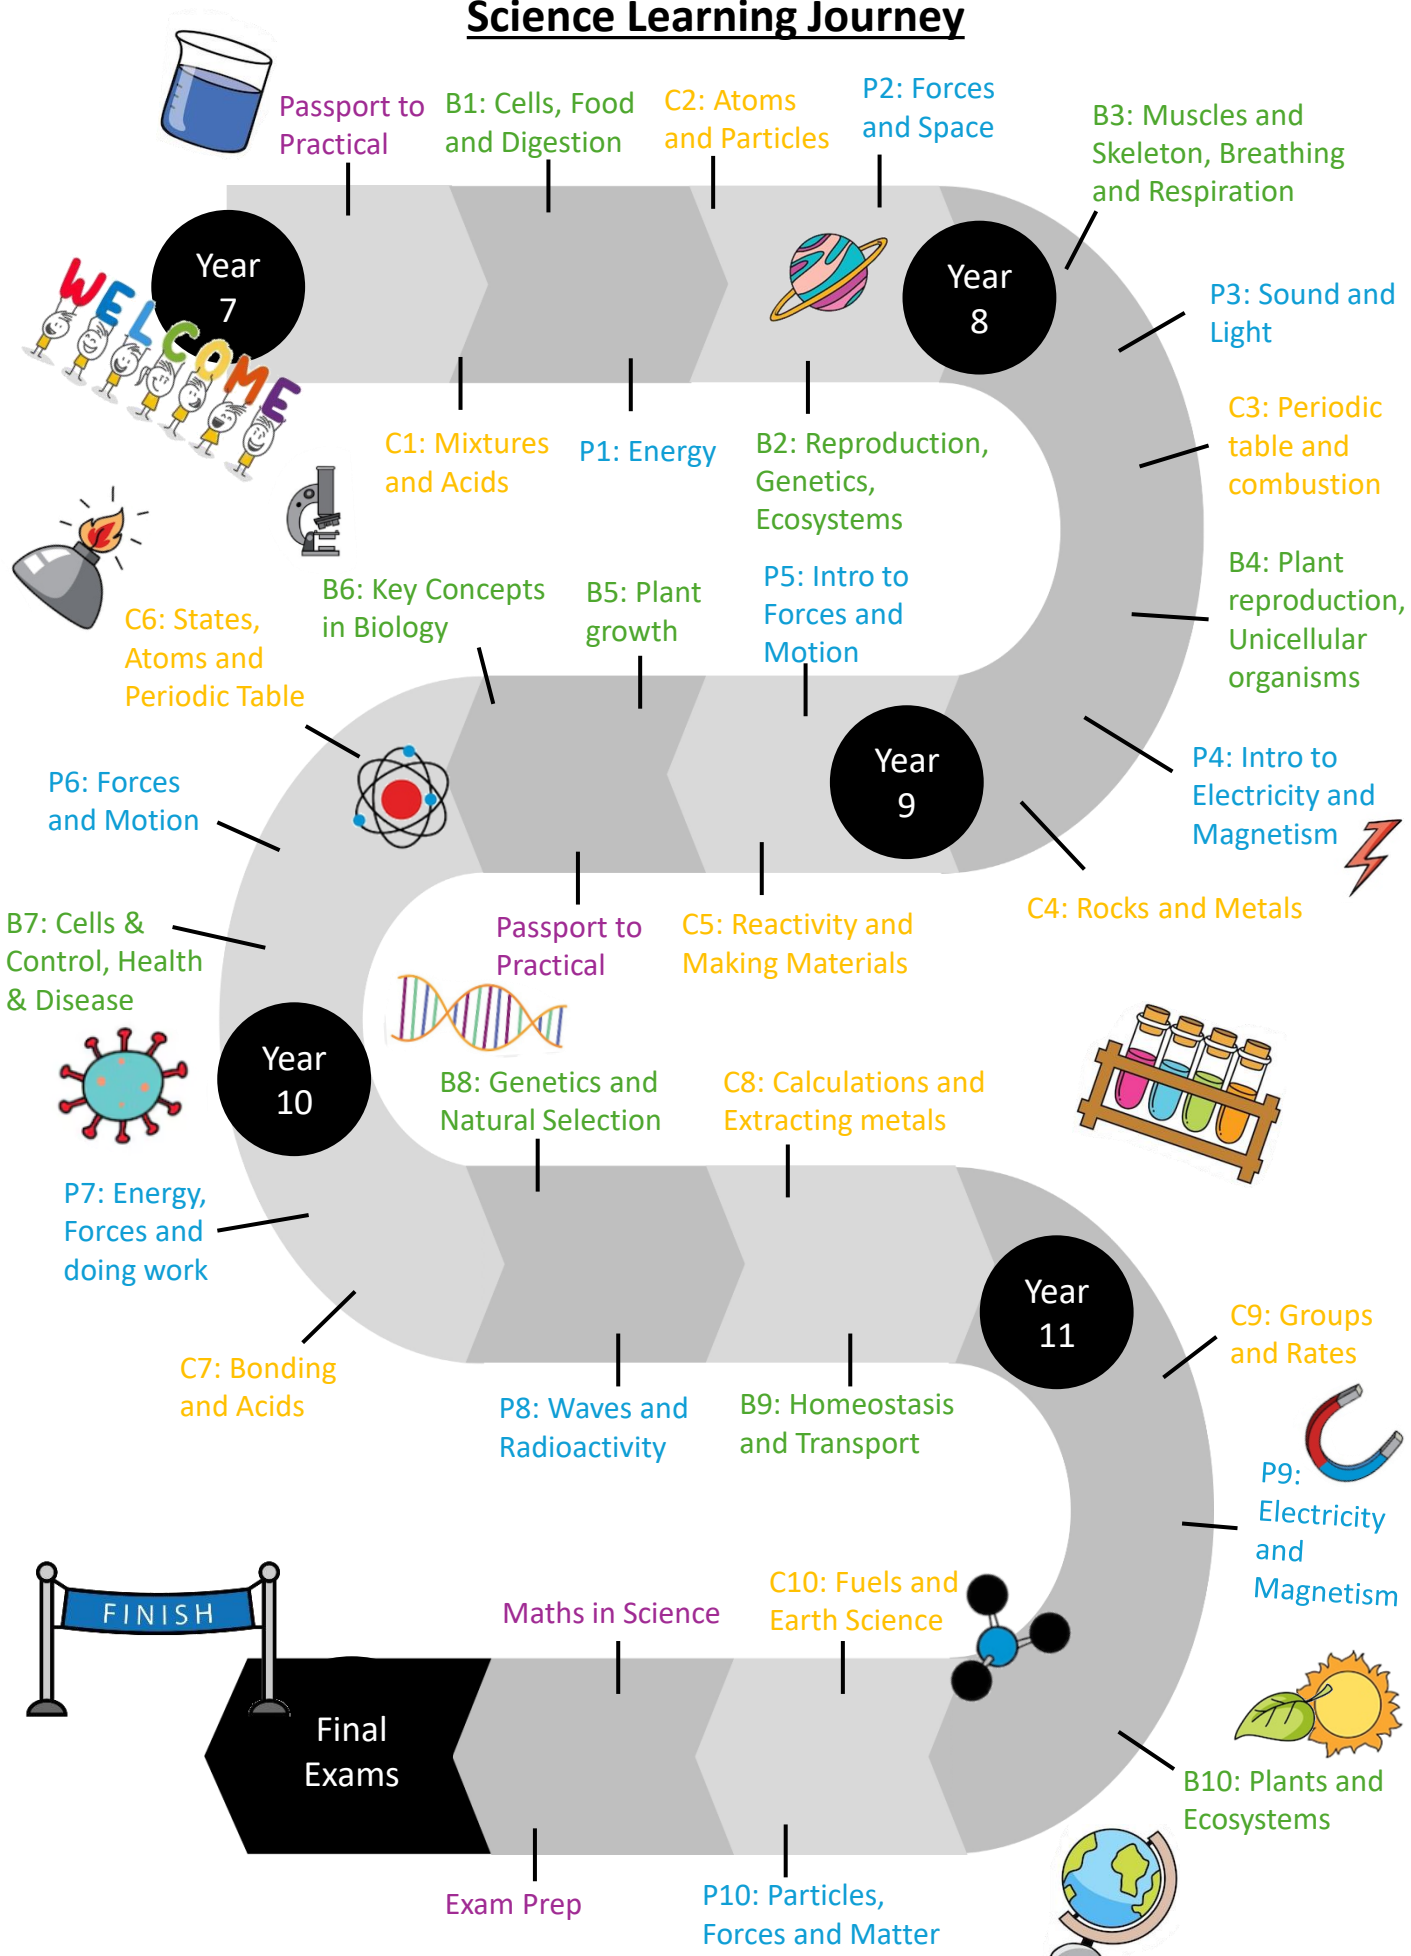 Science Learning Journey
Passport to
Practical
B1: Cells, Food
and Digestion
C2: Atoms
and Particles
P2: Forces
and Space
B3: Muscles and
Skeleton, Breathing
and Respiration
Year
7
WELCOME
Year
8
P3: Sound and
Light
C1: Mixtures
and Acids
P1: Energy
B2: Reproduction,
Genetics,
Ecosystems
C3: Periodic
table and
combustion
B4: Plant
reproduction,
Unicellular
organisms
P4: Intro to
Electricity and
Magnetism
C4: Rocks and Metals
Year
9
P5: Intro to
Forces and
Motion
C5: Reactivity and
Making Materials
B5: Plant
growth
Passport to
Practical
B6: Key Concepts
in Biology
C6: States,
Atoms and
Periodic Table
P6: Forces
and Motion
B7: Cells &
Control, Health
& Disease
Year
10
P7: Energy,
Forces and
doing work
C7: Bonding
and Acids
B8: Genetics and
Natural Selection
P8: Waves and
Radioactivity
C8: Calculations and
Extracting metals
B9: Homeostasis
and Transport
Year
11
C9: Groups
and Rates
P9:
Electricity
and
Magnetism
B10: Plants and
Ecosystems
C10: Fuels and
Earth Science
P10: Particles,
Forces and Matter
Maths in Science
Exam Prep
Final
Exams
FINISH